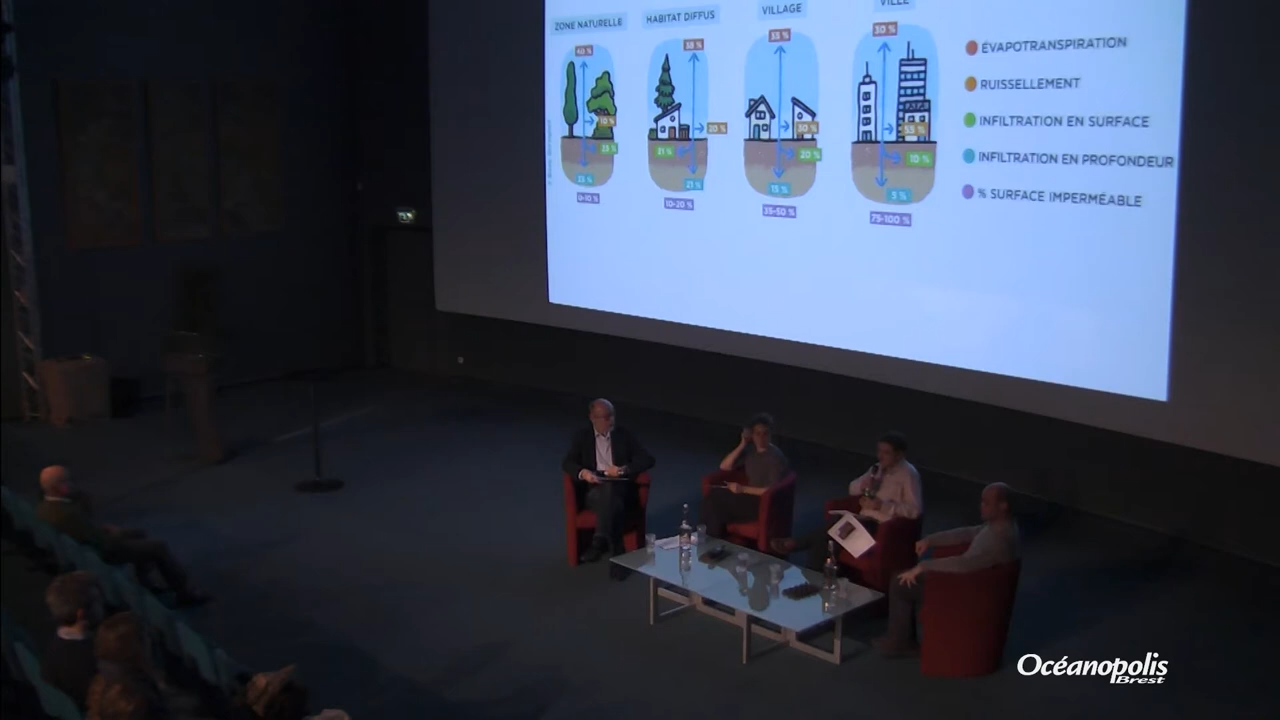 ZONE NATURELLE
HABITAT DIFFUS
VILLAGE
VILLE
40 %
38 %
35 %
30 %
10 %
20 %
30 %
55 %
25 %
21 %
20 %
10 %
25 %
21 %
15 %
5 %
0-10 %
10-20 %
35-50 %
75-100 %
ÉVAPOTRANSPIRATION
RUISSELLEMENT
INFILTRATION EN SURFACE
INFILTRATION EN PROFONDEUR
% SURFACE IMPERMÉABLE
Océanopolis
Brest